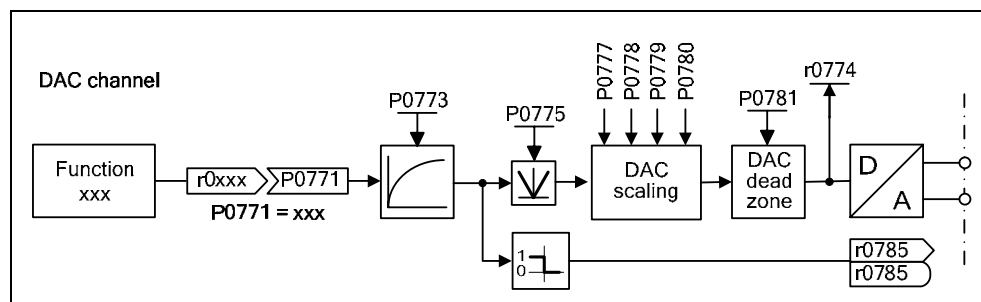 DAC channel
P0777
P0778
P0779
P0780
r0774
P0773
P0775
P0781
Function
xxx
r0xxx
P0771
P0771 = xxx
DAC
scaling
DAC
dead
zone
D
A
1
0
r0785
r0785